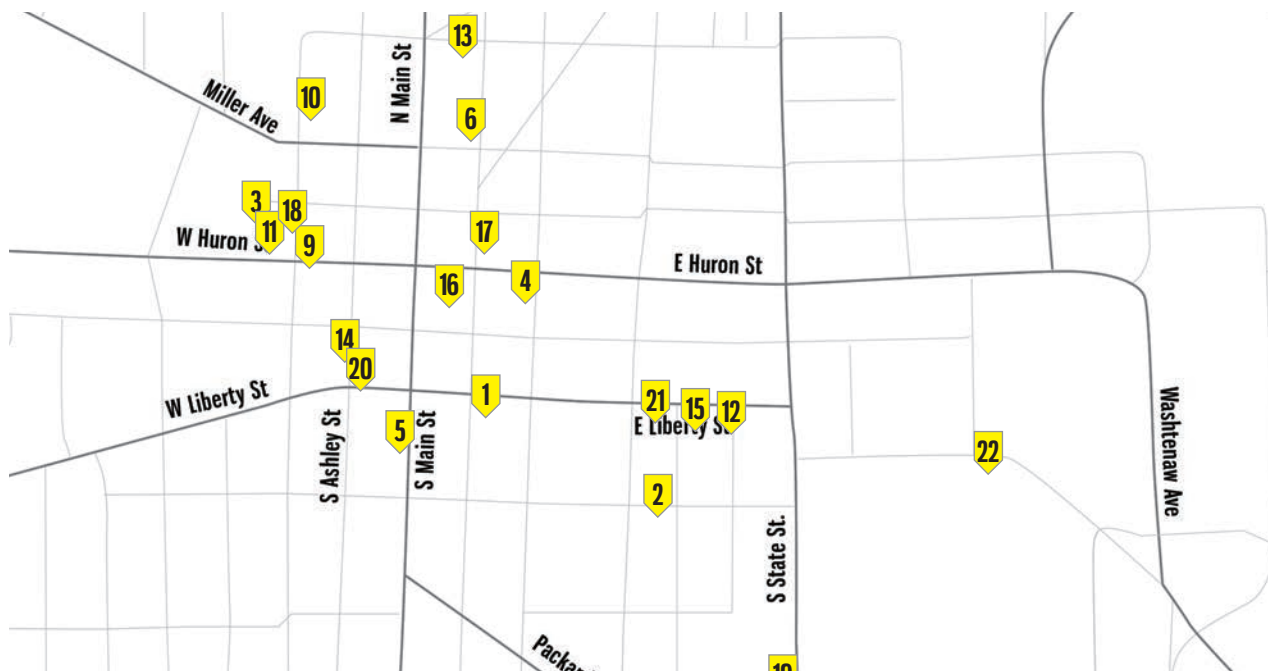 13
N Main St
10
Miller Ave
6
3
18
11
17
W Huron S
9
E Huron St
16
4
14
20
W Liberty St
1
21
15
12
E Liberty St
Washtenaw Ave
S Ashley St
5
S Main St
22
2
S State St.
Packar
19